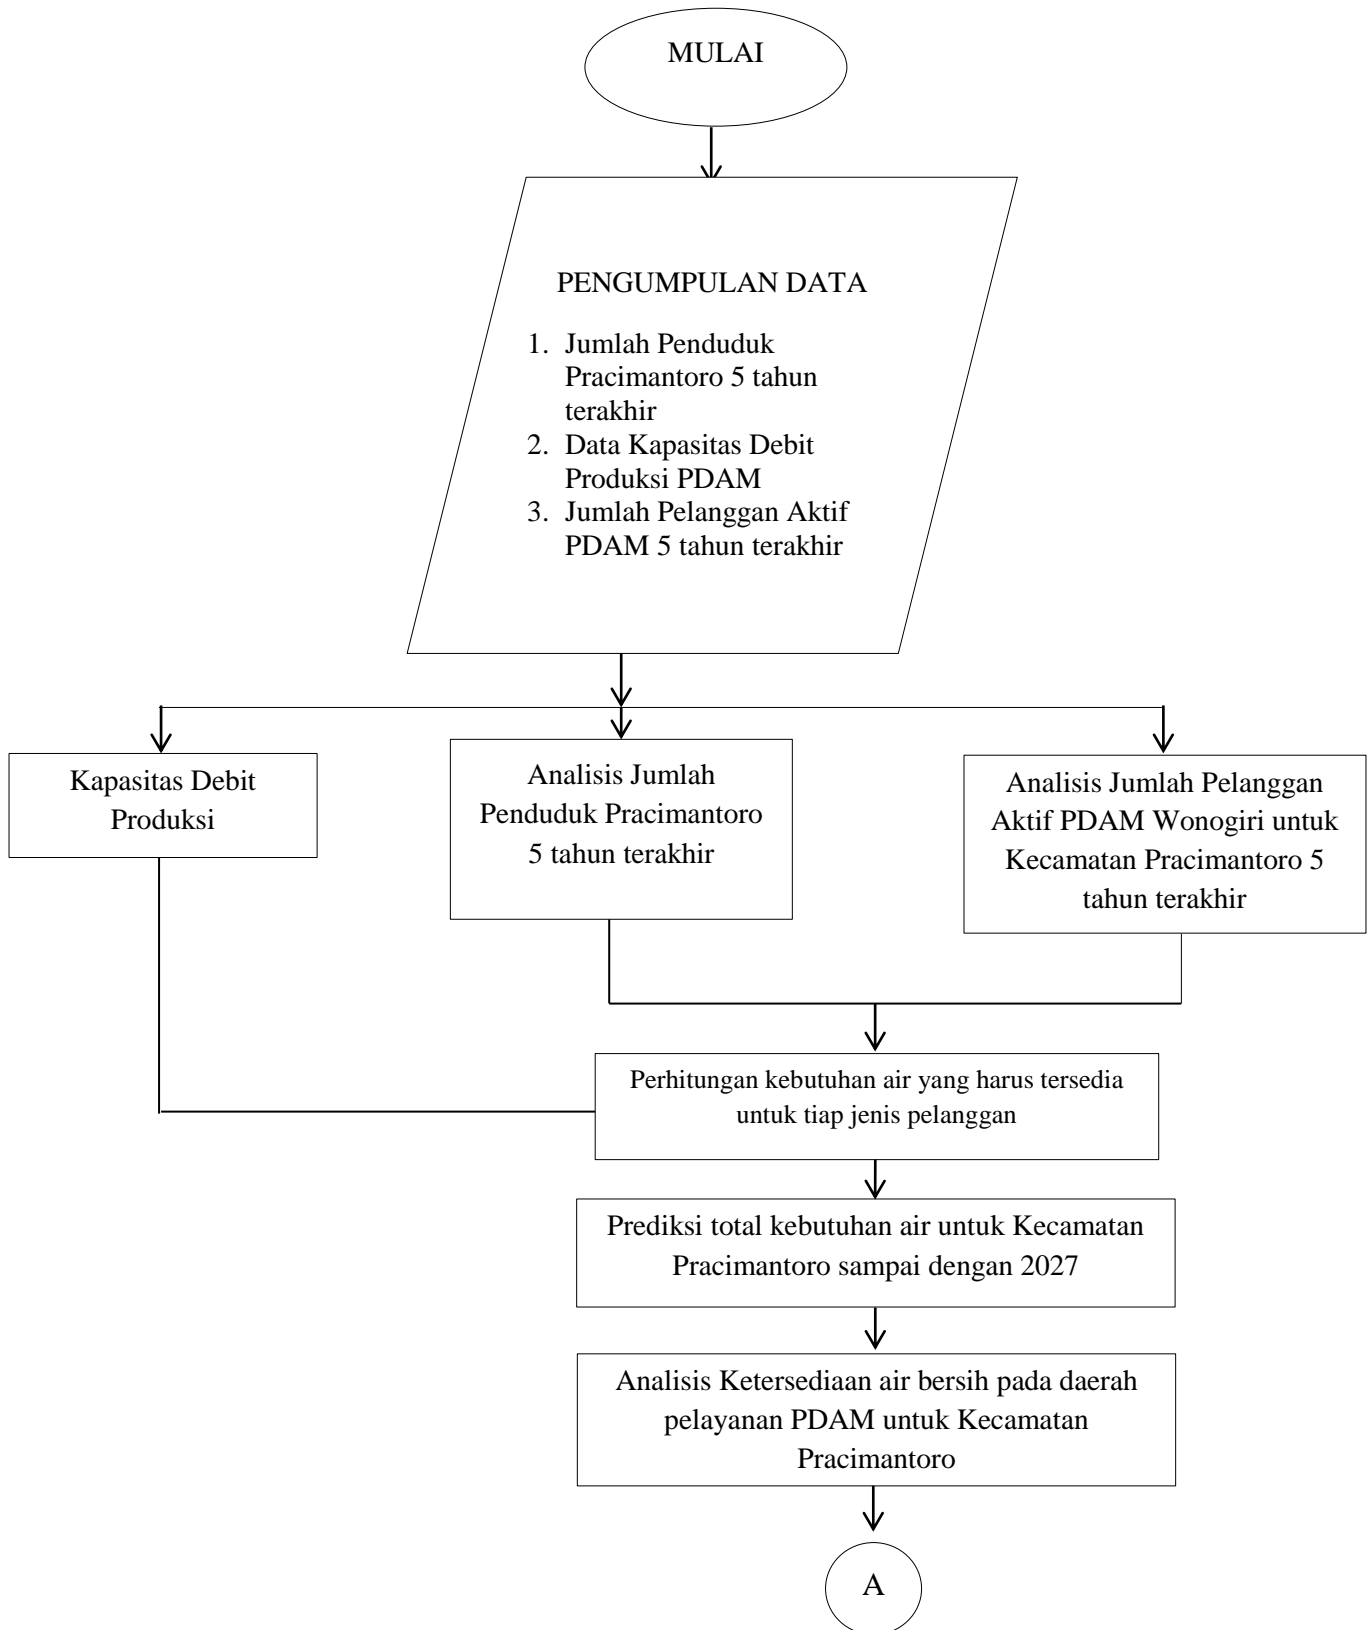 MULAI
PENGUMPULAN DATA
1. Jumlah Penduduk
Pracimantoro 5 tahun
terakhir
2. Data Kapasitas Debit
Produksi PDAM
3. Jumlah Pelanggan Aktif
PDAM 5 tahun terakhir
Kapasitas Debit
Produksi
Analisis Jumlah
Penduduk Pracimantoro
5 tahun terakhir
Analisis Jumlah Pelanggan
Aktif PDAM Wonogiri untuk
Kecamatan Pracimantoro 5
tahun terakhir
Perhitungan kebutuhan air yang harus tersedia
untuk tiap jenis pelanggan
Prediksi total kebutuhan air untuk Kecamatan
Pracimantoro sampai dengan 2027
Analisis Ketersediaan air bersih pada daerah
pelayanan PDAM untuk Kecamatan
Pracimantoro
A